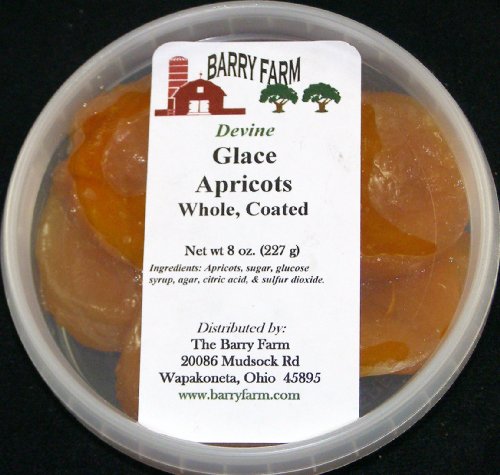 BARRY FARM
Devine
Glace
Apricots
Whole, Coated
Net wt 8 oz. (227 g)
Ingredients: Apricots, sugar, glucose
syrup, agar, citric acid, & sulfur dioxide.
Distributed by:
The Barry Farm
20086 Mudsock Rd
Wapakoneta, Ohio 45895
www.barryfarm.com